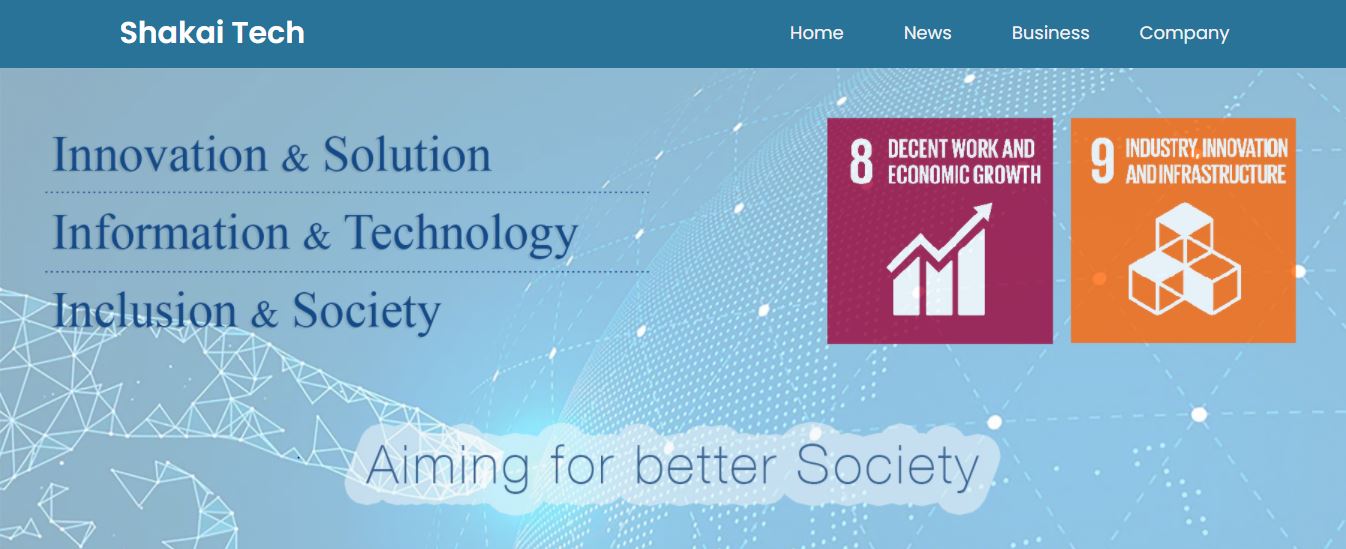 Shakai Tech
Home News Business Company
Innovation & Solution
Information & Technology
Inclusion & Society
8 DECENT WORK AND
ECONOMIC GROWTH
9 INDUSTRY, INNOVATION
AND INFRASTRUCTURE
Aiming for better Society